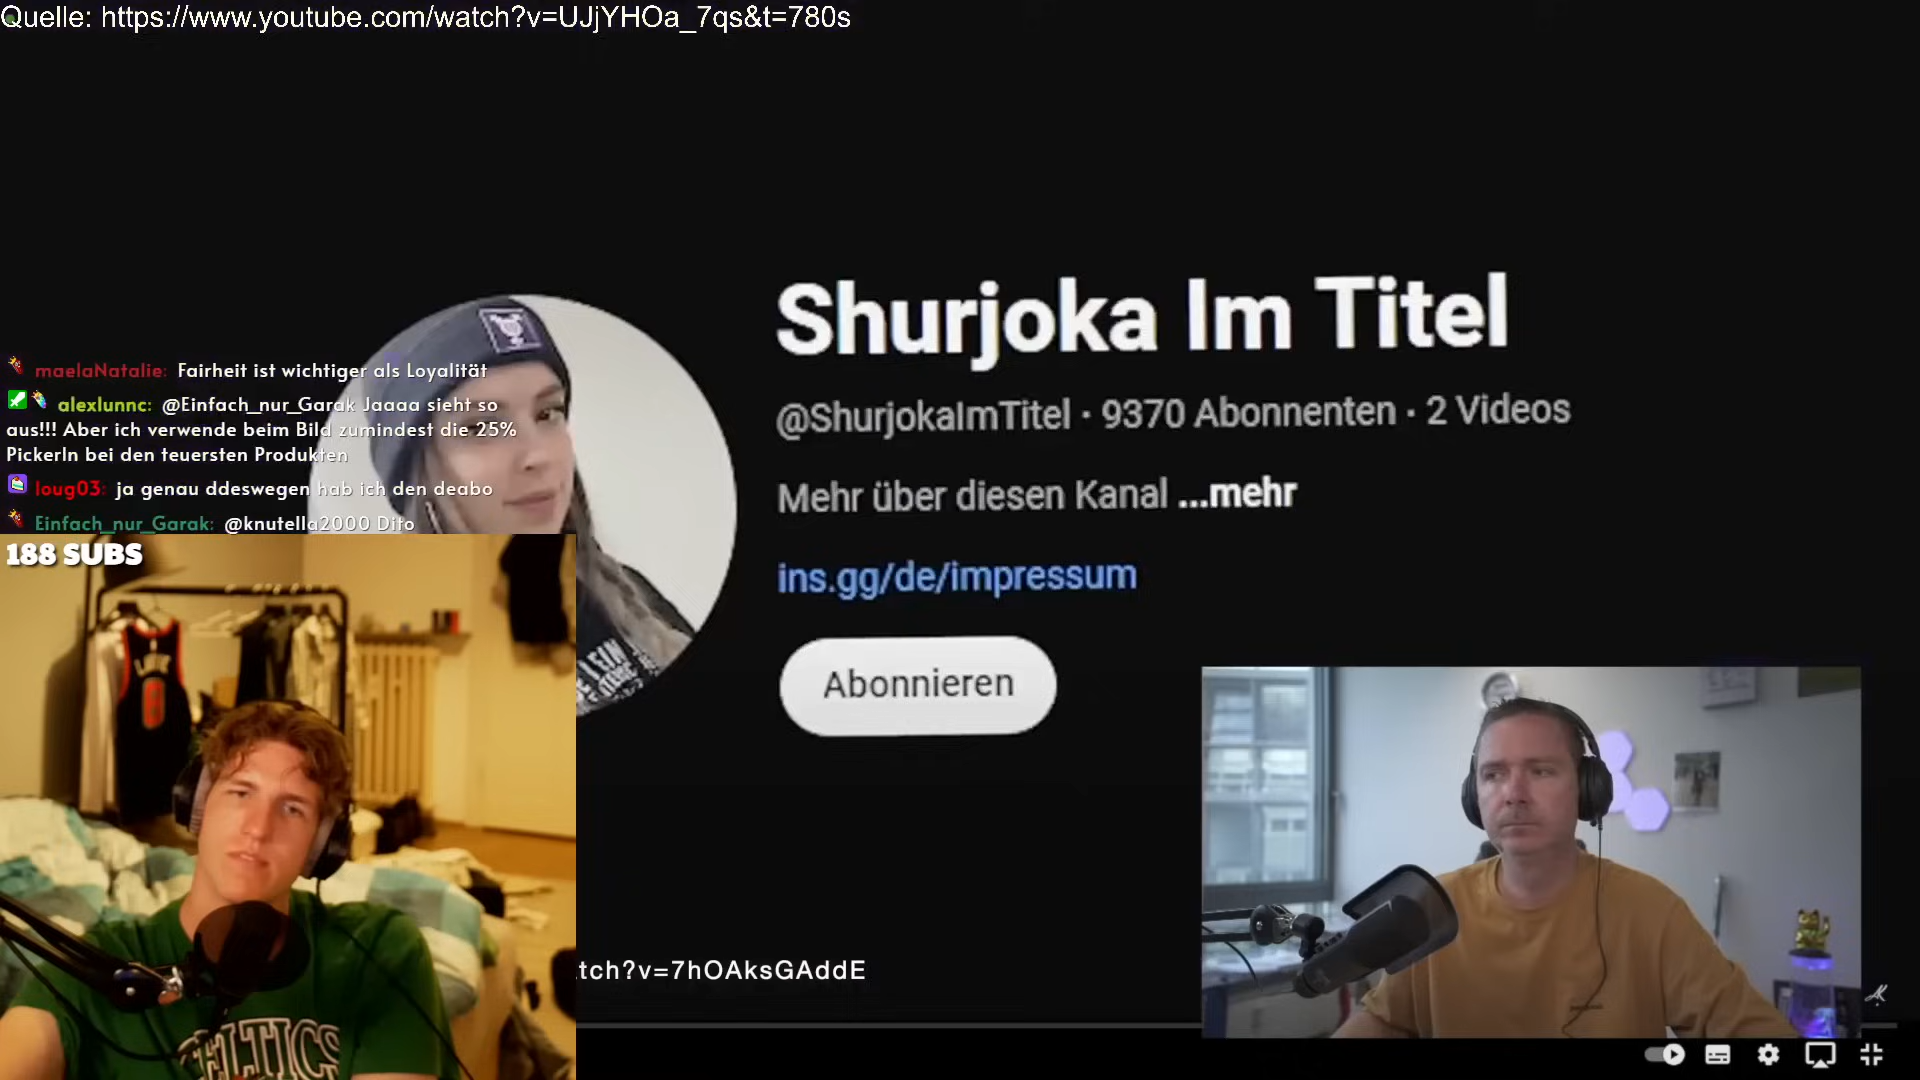 Quelle: https://www.youtube.com/watch?v=UJjYHOa_7qs&t=780s
Shurjoka Im Titel
@ShurjokaImTitel · 9370 Abonnenten · 2 Videos
Mehr über diesen Kanal ...mehr
ins.gg/de/impressum
Abonnieren
maelaNatalie: Fairheit ist wichtiger als Loyalität
alexlunnc: @Einfach_nur_Garak Jaaaa sieht so
aus!!! Aber ich verwende beim Bild zumindest die 25%
PickerIn bei den teuersten Produkten
loug03: ja genau ddeswegen hab ich den deabo
Einfach_nur_Garak: @knutella2000 Dito
188 SUBS
CELTICS
tch?v=7hOAksGAddE